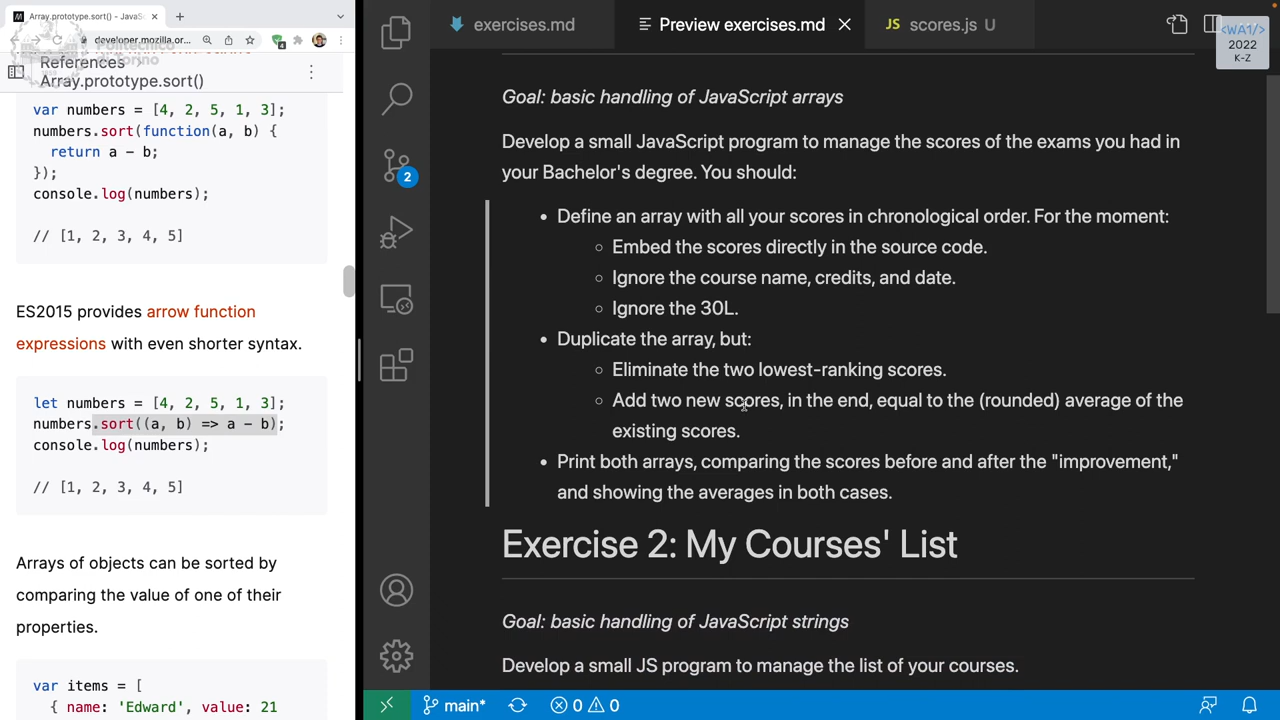 Array.prototype.sort() - JavaSc
developer.mozilla.or...
4
Politecnico
di Torino
References
Array.prototype.sort()
var numbers = [4, 2, 5, 1, 3];
numbers.sort(function(a, b) {
return a - b;
});
console.log(numbers);
// [1, 2, 3, 4, 5]
ES2015 provides arrow function
expressions with even shorter syntax.
let numbers = [4, 2, 5, 1, 3];
numbers.sort((a, b) => a - b);
console.log(numbers);
// [1, 2, 3, 4, 5]
Arrays of objects can be sorted by
comparing the value of one of their
properties.
var items = [
{ name: 'Edward', value: 21
2
exercises.md
Preview exercises.md
JS scores.js U
<WA1/>
2022
K-Z
Goal: basic handling of JavaScript arrays
Develop a small JavaScript program to manage the scores of the exams you had in
your Bachelor's degree. You should:
• Define an array with all your scores in chronological order. For the moment:
◦ Embed the scores directly in the source code.
◦ Ignore the course name, credits, and date.
◦ Ignore the 30L.
• Duplicate the array, but:
◦ Eliminate the two lowest-ranking scores.
◦ Add two new scores, in the end, equal to the (rounded) average of the
existing scores.
• Print both arrays, comparing the scores before and after the "improvement,"
and showing the averages in both cases.
Exercise 2: My Courses' List
Goal: basic handling of JavaScript strings
Develop a small JS program to manage the list of your courses.
main* 0 0